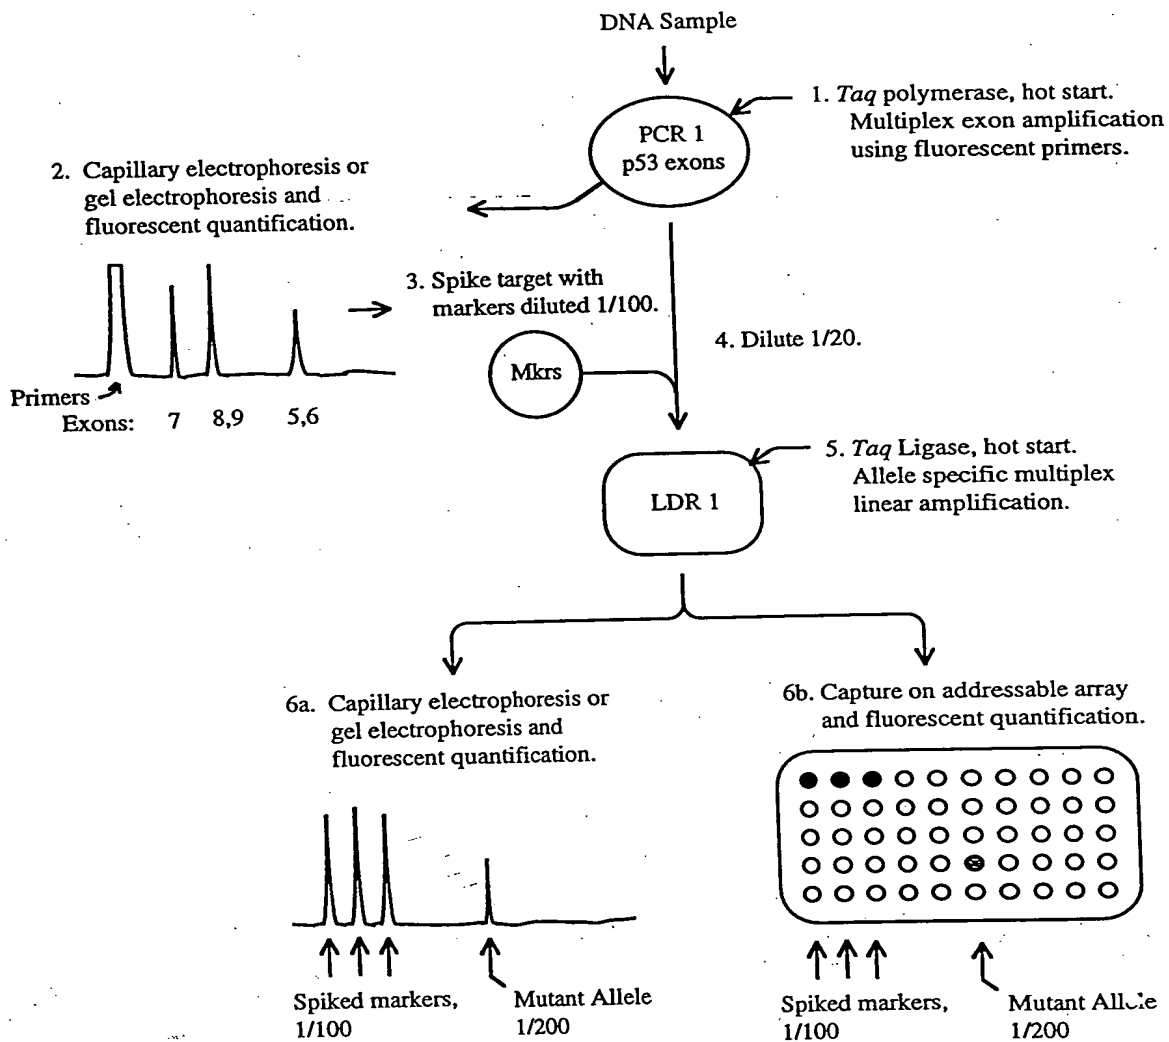 DNA Sample
1. Taq polymerase, hot start.
Multiplex exon amplification
using fluorescent primers.
PCR 1
p53 exons
2. Capillary electrophoresis or
gel electrophoresis and
fluorescent quantification.
3. Spike target with
markers diluted 1/100.
4. Dilute 1/20.
Mkrs
Primers
Exons: 7 8,9 5,6
5. Taq Ligase, hot start.
Allele specific multiplex
linear amplification.
LDR 1
6a. Capillary electrophoresis or
gel electrophoresis and
fluorescent quantification.
6b. Capture on addressable array
and fluorescent quantification.
Spiked markers,
1/100
Mutant Allele
1/200
Spiked markers,
1/100
Mutant Allele
1/200